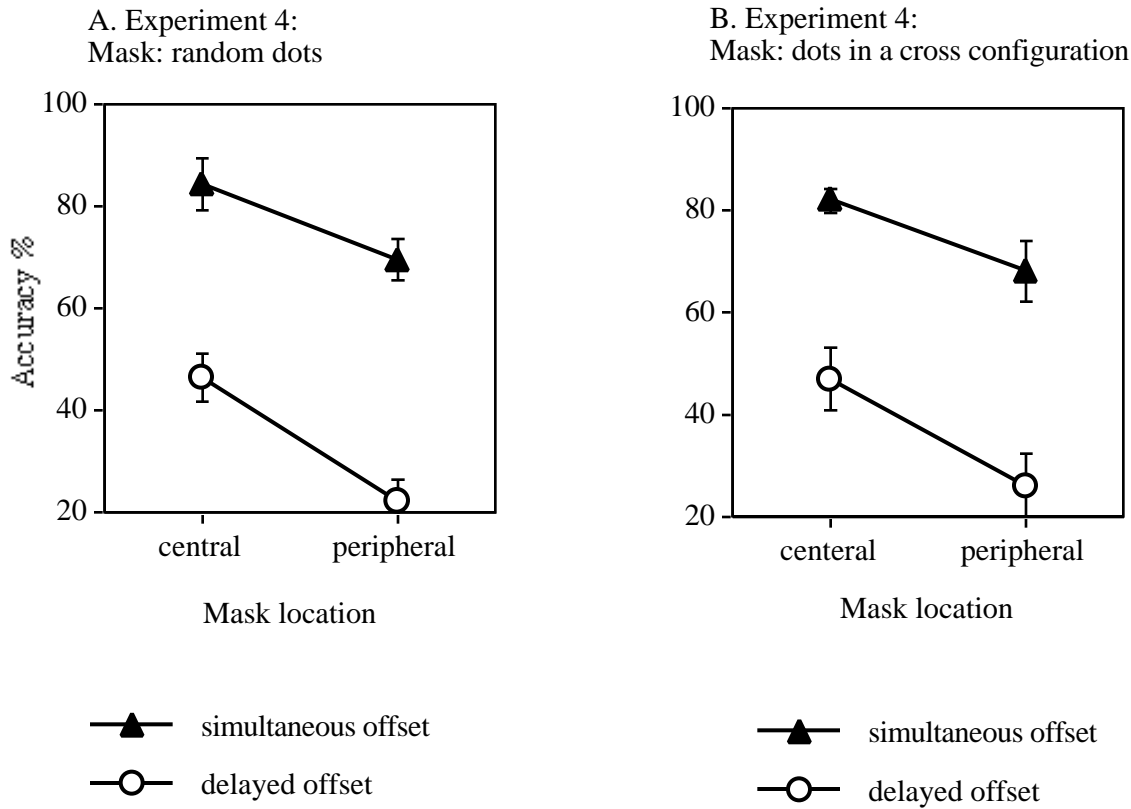 A. Experiment 4:
Mask: random dots
100
80
60
40
20
Accuracy %
central peripheral
Mask location
simultaneous offset
delayed offset
B. Experiment 4:
Mask: dots in a cross configuration
100
80
60
40
20
centeral peripheral
Mask location
simultaneous offset
delayed offset